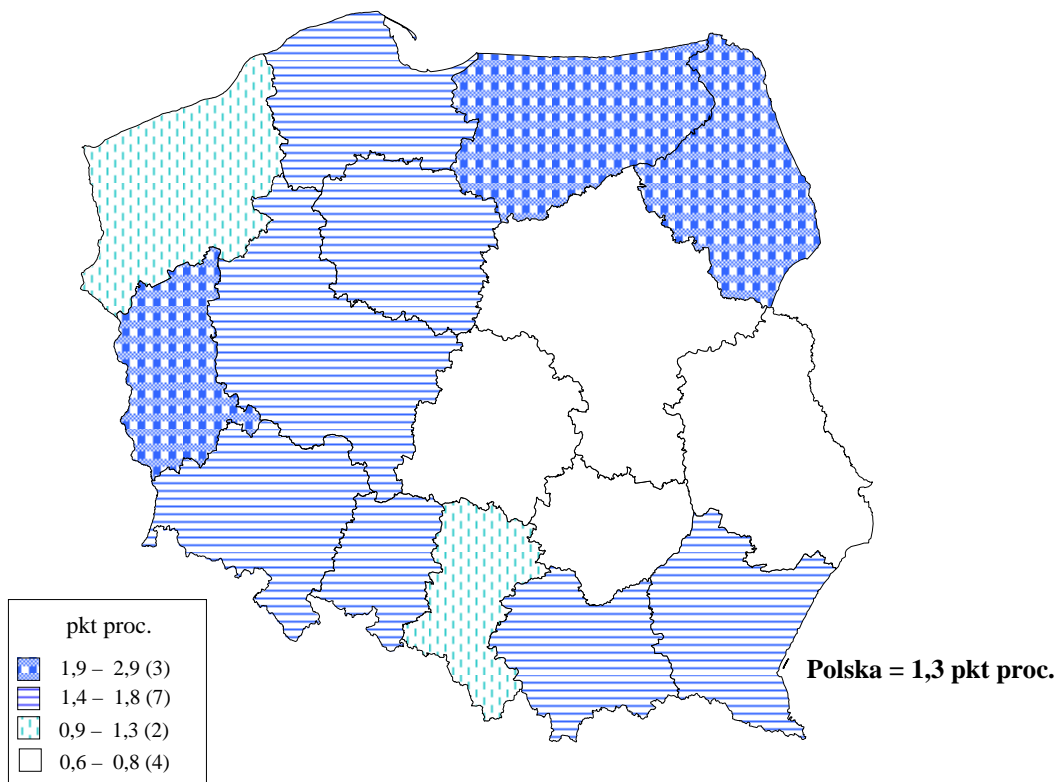 pkt proc.
1,9 – 2,9 (3)
1,4 – 1,8 (7)
0,9 – 1,3 (2)
0,6 – 0,8 (4)
Polska = 1,3 pkt proc.